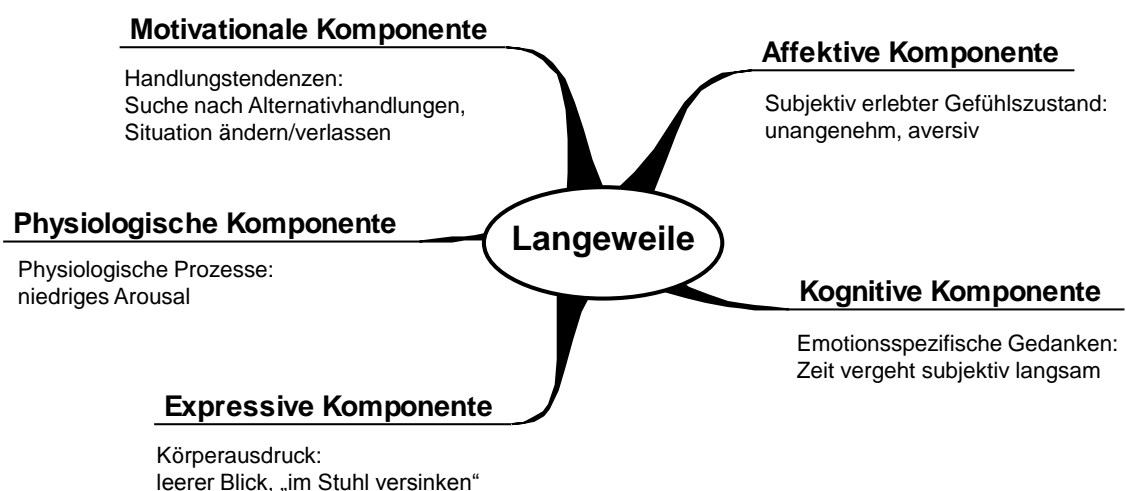 Motivationale Komponente
Handlungstendenzen:
Suche nach Alternativhandlungen,
Situation ändern/verlassen
Affektive Komponente
Subjektiv erlebter Gefühlszustand:
unangenehm, aversiv
Physiologische Komponente
Physiologische Prozesse:
niedriges Arousal
Langeweile
Kognitive Komponente
Emotionsspezifische Gedanken:
Zeit vergeht subjektiv langsam
Expressive Komponente
Körperausdruck:
leerer Blick, „im Stuhl versinken“